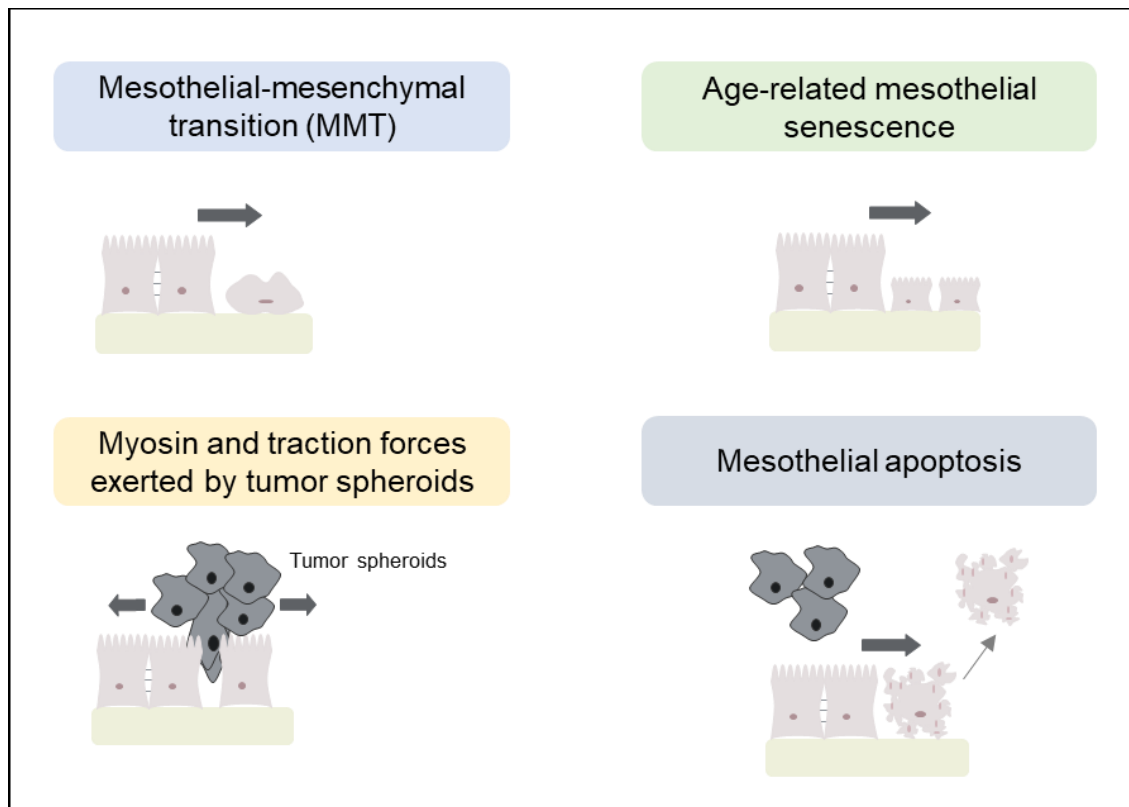 Mesothelial-mesenchymal
transition (MMT)
Age-related mesothelial
senescence
Myosin and traction forces
exerted by tumor spheroids
Tumor spheroids
Mesothelial apoptosis